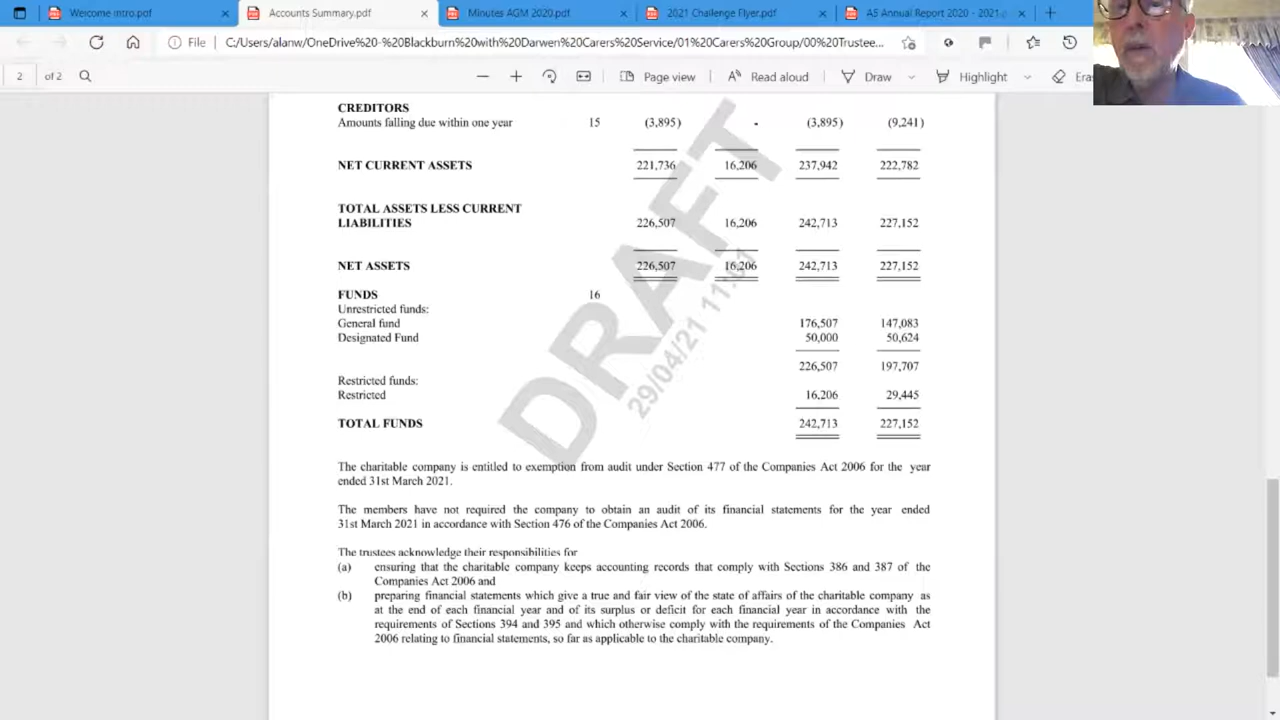 Welcome Intro.pdf
Accounts Summary.pdf
Minutes AGM 2020.pdf
2021 Challenge Flyer.pdf
A5 Annual Report 2020 - 2021
File C:/Users/alanw/OneDrive%20-%20Blackburn%20with%20Darwen%20Carers%20Service/01%20Carers%20Group/00%20Trustee...
2 of 2 Page view Read aloud Draw Highlight
CREDITORS
Amounts falling due within one year 15 (3,895) - (3,895) (9,241)
NET CURRENT ASSETS 221,736 16,206 237,942 222,782
TOTAL ASSETS LESS CURRENT
LIABILITIES 226,507 16,206 242,713 227,152
NET ASSETS 226,507 16,206 242,713 227,152
FUNDS 16
Unrestricted funds:
General fund 176,507 147,083
Designated Fund 50,000 50,624
226,507 197,707
Restricted funds:
Restricted 16,206 29,445
TOTAL FUNDS 242,713 227,152
DRAFT
29/04/21 11:01
The charitable company is entitled to exemption from audit under Section 477 of the Companies Act 2006 for the year
ended 31st March 2021.
The members have not required the company to obtain an audit of its financial statements for the year ended
31st March 2021 in accordance with Section 476 of the Companies Act 2006.
The trustees acknowledge their responsibilities for
(a) ensuring that the charitable company keeps accounting records that comply with Sections 386 and 387 of the
Companies Act 2006 and
(b) preparing financial statements which give a true and fair view of the state of affairs of the charitable company as
at the end of each financial year and of its surplus or deficit for each financial year in accordance with the
requirements of Sections 394 and 395 and which otherwise comply with the requirements of the Companies Act
2006 relating to financial statements, so far as applicable to the charitable company.